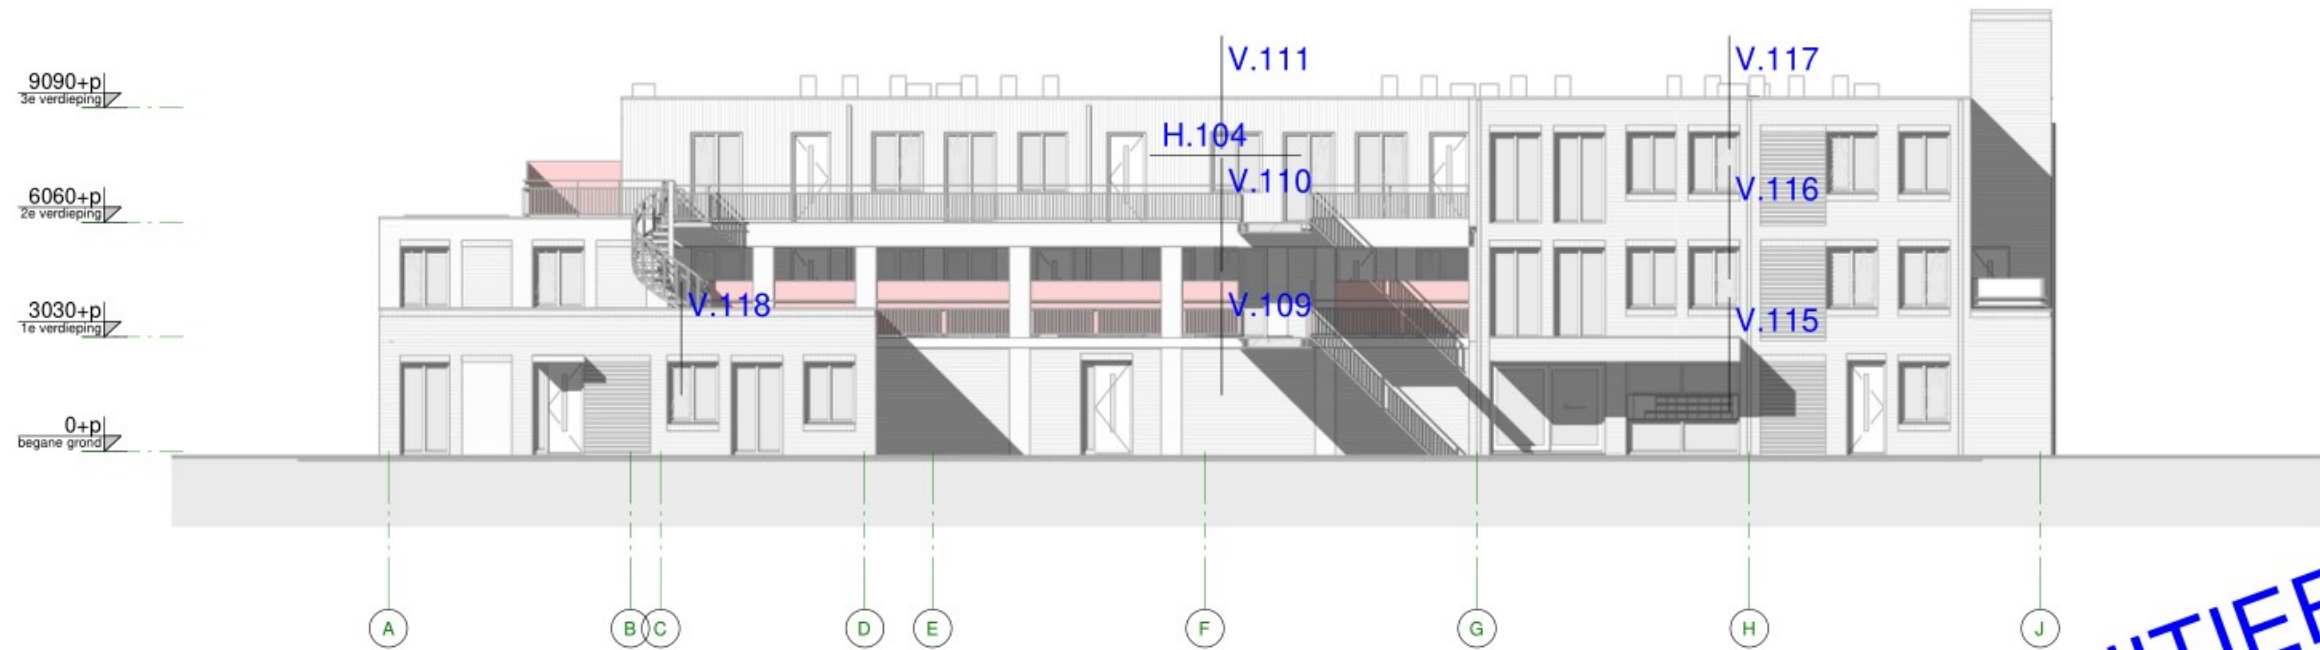 V.111
V.117
9090+p
3e verdieping
H.104
V.110
V.116
6060+p
2e verdieping
V.118
V.109
V.115
3030+p
1e verdieping
0+p
begane grond
A
B
C
D
E
F
G
H
J